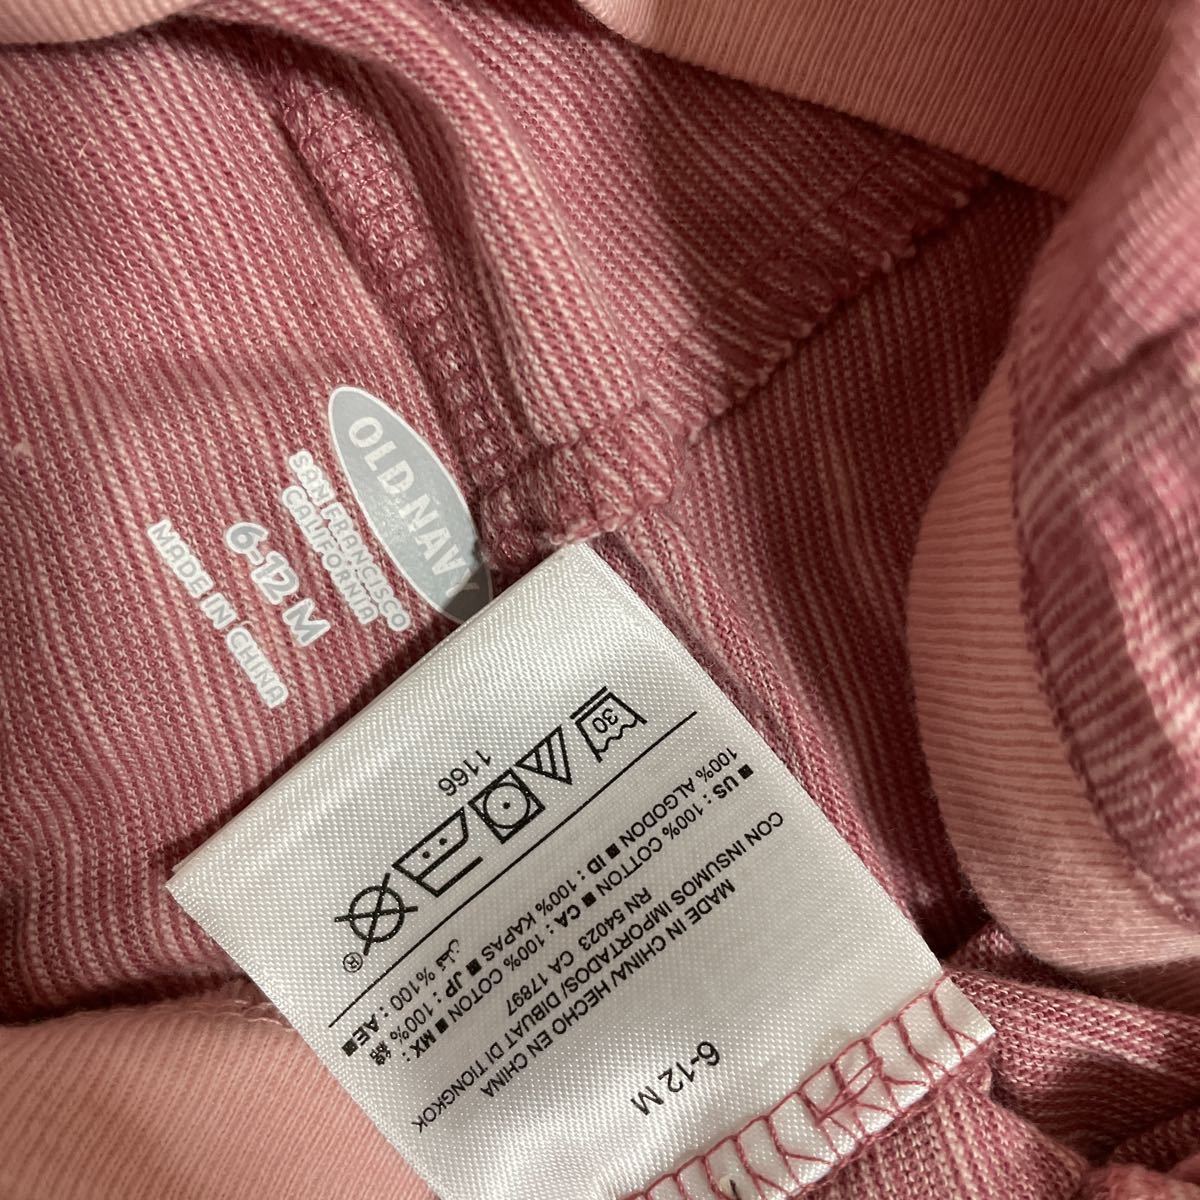 OLD NAVY
SAN FRANCISCO
CALIFORNIA
6-12 M
MADE IN CHINA
6-12 M
MADE IN CHINA/ HECHO EN CHINA
CON INSUMOS IMPORTADOS/ DIBUAT DI TIONGKOK
RN 54023 CA 17897
■ US : 100% COTTON ■ CA : 100% COTON ■ MX :
100% ALGODON ■ ID : 100% KAPAS ■ JP : 100% 綿
■ AE : 100% قطن
30
1166
®